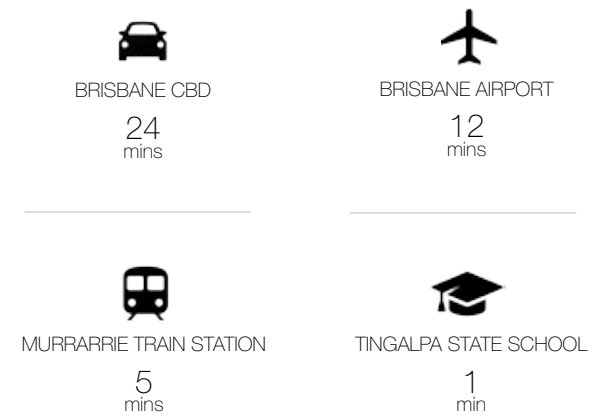 BRISBANE CBD
24
mins
BRISBANE AIRPORT
12
mins
MURRARRIE TRAIN STATION
5
mins
TINGALPA STATE SCHOOL
1
min